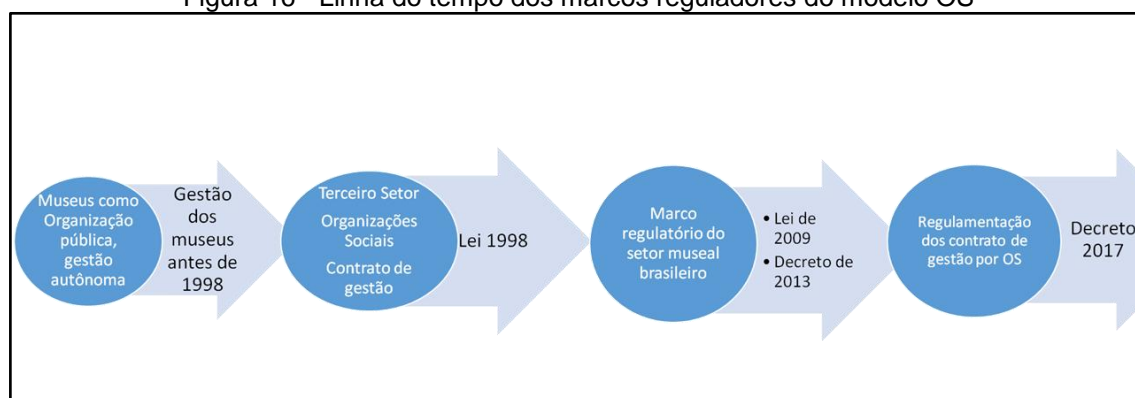 Figura 16 - Linha do tempo dos marcos reguladores do modelo OS
Museus como
Organização
pública,
gestão
autônoma
Gestão
dos
museus
antes de
1998
Terceiro Setor
Organizações
Sociais
Contrato de
gestão
Lei 1998
Marco
regulatório do
setor museal
brasileiro
• Lei de
2009
• Decreto de
2013
Regulamentação
dos contrato de
gestão por OS
Decreto
2017